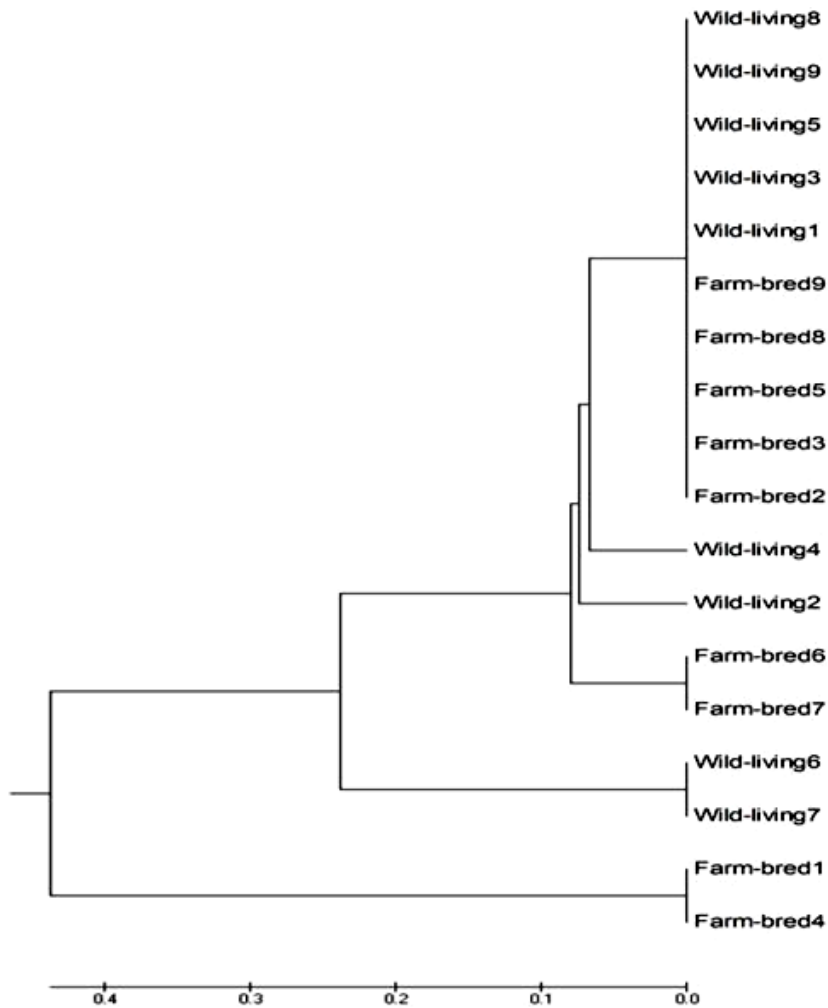 Wild-living8
Wild-living9
Wild-living5
Wild-living3
Wild-living1
Farm-bred9
Farm-bred8
Farm-bred5
Farm-bred3
Farm-bred2
Wild-living4
Wild-living2
Farm-bred6
Farm-bred7
Wild-living6
Wild-living7
Farm-bred1
Farm-bred4
0.4 0.3 0.2 0.1 0.0